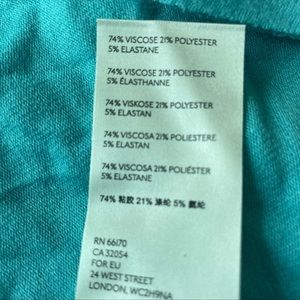 74% VISCOSE 21% POLYESTER
5% ELASTANE
74% VISCOSE 21% POLYESTER
5% ÉLASTHANNE
74% VISKOSE 21% POLYESTER
5% ELASTAN
74% VISCOSA 21% POLIESTERE
5% ELASTAN
74% VISCOSA 21% POLIÉSTER
5% ELASTANE
74% 粘胶 21% 涤纶 5% 氨纶
RN 66170
CA 32054
FOR EU
24 WEST STREET
LONDON, WC2H9NA